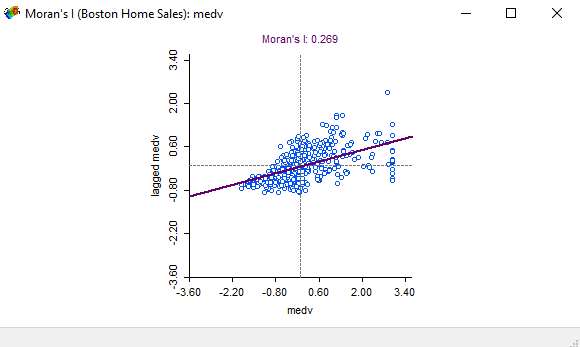 Moran's I (Boston Home Sales): medv
Moran's I: 0.269
3.40
2.00
0.60
-0.80
-2.20
-3.60
lagged medv
-3.60 -2.20 -0.80 0.60 2.00 3.40
medv